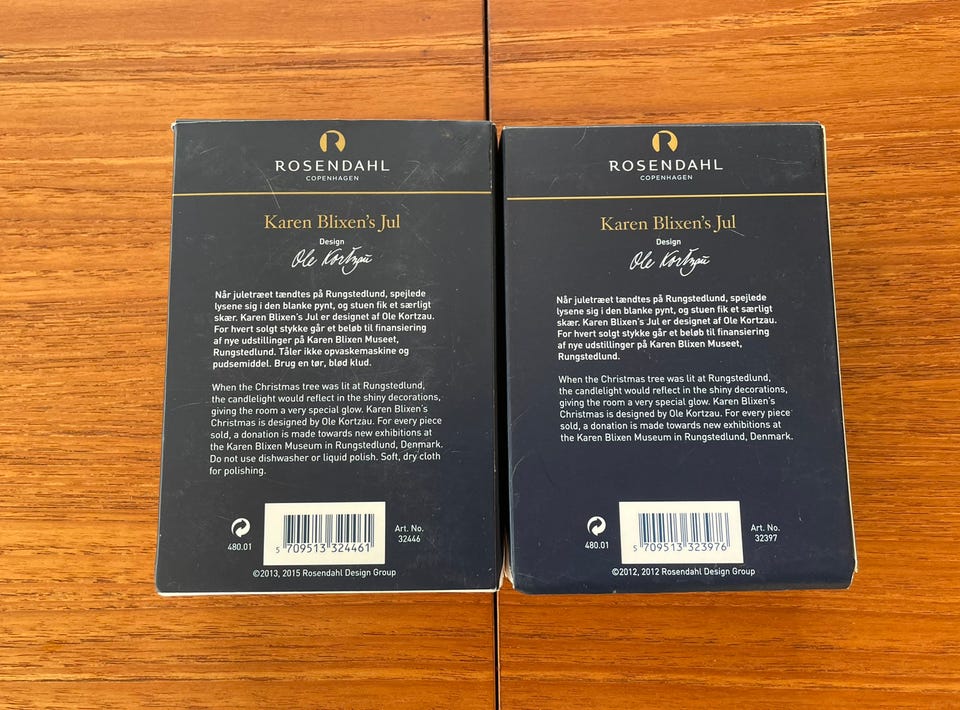 ROSENDAHL
COPENHAGEN
Karen Blixen's Jul
Design
Ole Kortzau
Når juletræet tændtes på Rungstedlund, spejlede
lysene sig i den blanke pynt, og stuen fik et særligt
skær. Karen Blixen's Jul er designet af Ole Kortzau.
For hvert solgt stykke går et beløb til finansiering
af nye udstillinger på Karen Blixen Museet,
Rungstedlund. Tåler ikke opvaskemaskine og
pudsemiddel. Brug en tør, blød klud.
When the Christmas tree was lit at Rungstedlund,
the candlelight would reflect in the shiny decorations,
giving the room a very special glow. Karen Blixen's
Christmas is designed by Ole Kortzau. For every piece
sold, a donation is made towards new exhibitions at
the Karen Blixen Museum in Rungstedlund, Denmark.
Do not use dishwasher or liquid polish. Soft, dry cloth
for polishing.
480.01
5 709513 324461
Art. No.
32446
©2013, 2015 Rosendahl Design Group
ROSENDAHL
COPENHAGEN
Karen Blixen's Jul
Design
Ole Kortzau
Når juletræet tændtes på Rungstedlund, spejlede
lysene sig i den blanke pynt, og stuen fik et særligt
skær. Karen Blixen's Jul er designet af Ole Kortzau.
For hvert solgt stykke går et beløb til finansiering
af nye udstillinger på Karen Blixen Museet,
Rungstedlund.
When the Christmas tree was lit at Rungstedlund,
the candlelight would reflect in the shiny decorations,
giving the room a very special glow. Karen Blixen's
Christmas is designed by Ole Kortzau. For every piece
sold, a donation is made towards new exhibitions at
the Karen Blixen Museum in Rungstedlund, Denmark.
480.01
5 709513 323976
Art. No.
32397
©2012, 2012 Rosendahl Design Group